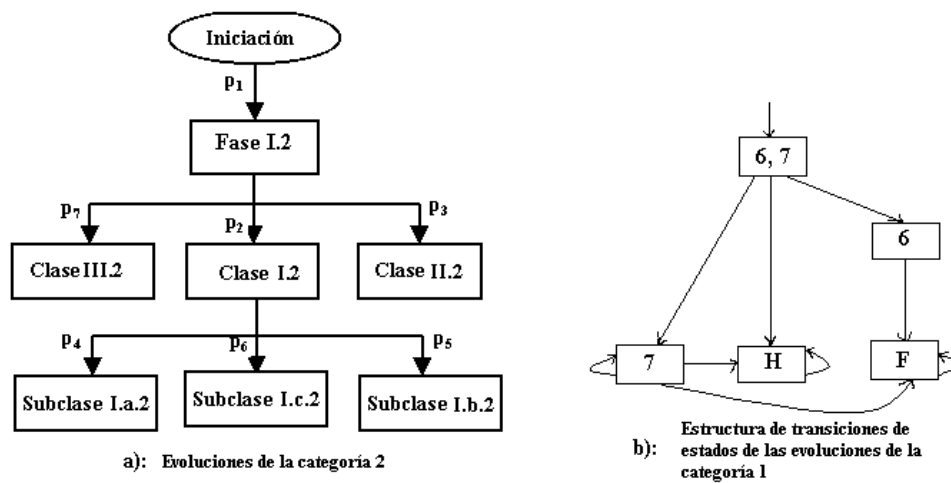 Iniciación
p1
Fase I.2
p7
p2
p3
Clase III.2
Clase I.2
Clase II.2
p4
p6
p5
Subclase I.a.2
Subclase I.c.2
Subclase I.b.2
a): Evoluciones de la categoría 2
6, 7
6
7
H
F
b): Estructura de transiciones de
estados de las evoluciones de la
categoría 1